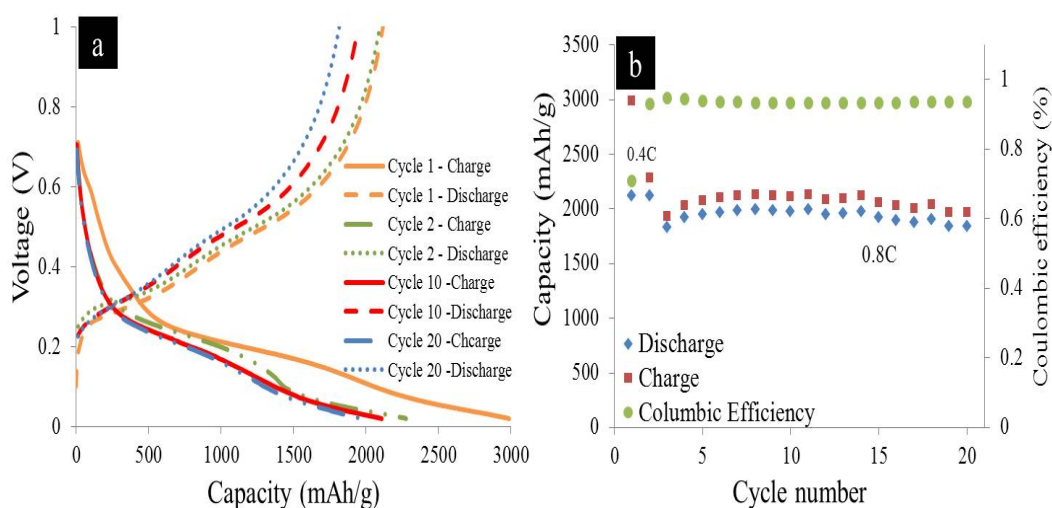 a
Voltage (V)
1
0.8
0.6
0.4
0.2
0
0
500
1000
1500
2000
2500
3000
Capacity (mAh/g)
Cycle 1 - Charge
Cycle 1 - Discharge
Cycle 2 - Charge
Cycle 2 - Discharge
Cycle 10 -Charge
Cycle 10 -Discharge
Cycle 20 -Chcarge
Cycle 20 -Discharge
b
Capacity (mAh/g)
3500
3000
2500
2000
1500
1000
500
0
0.4C
0.8C
Discharge
Charge
Columbic Efficiency
0
5
10
15
20
Cycle number
1
0.8
0.6
0.4
0.2
0
Coulombic efficiency (%)